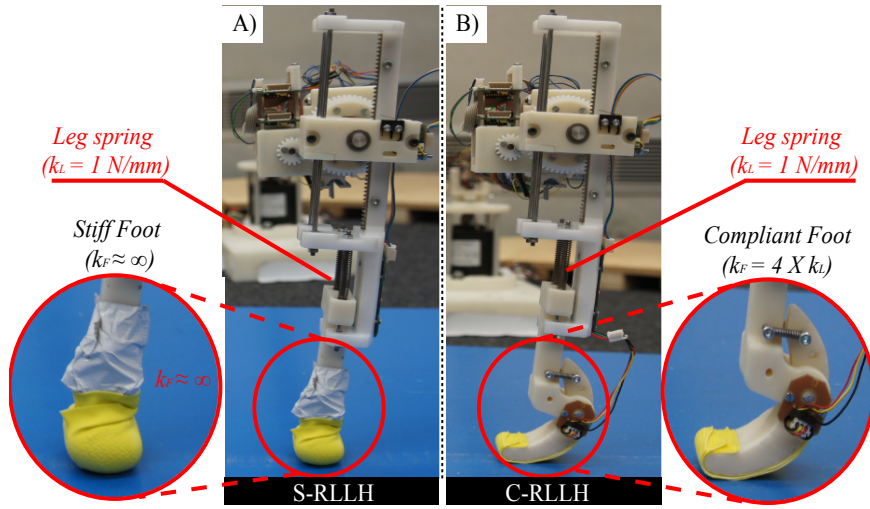 A)
B)
Leg spring
(kL = 1 N/mm)
Leg spring
(kL = 1 N/mm)
Stiff Foot
(kF ≈ ∞)
Compliant Foot
(kF = 4 X kL)
kF ≈ ∞
S-RLLH
C-RLLH